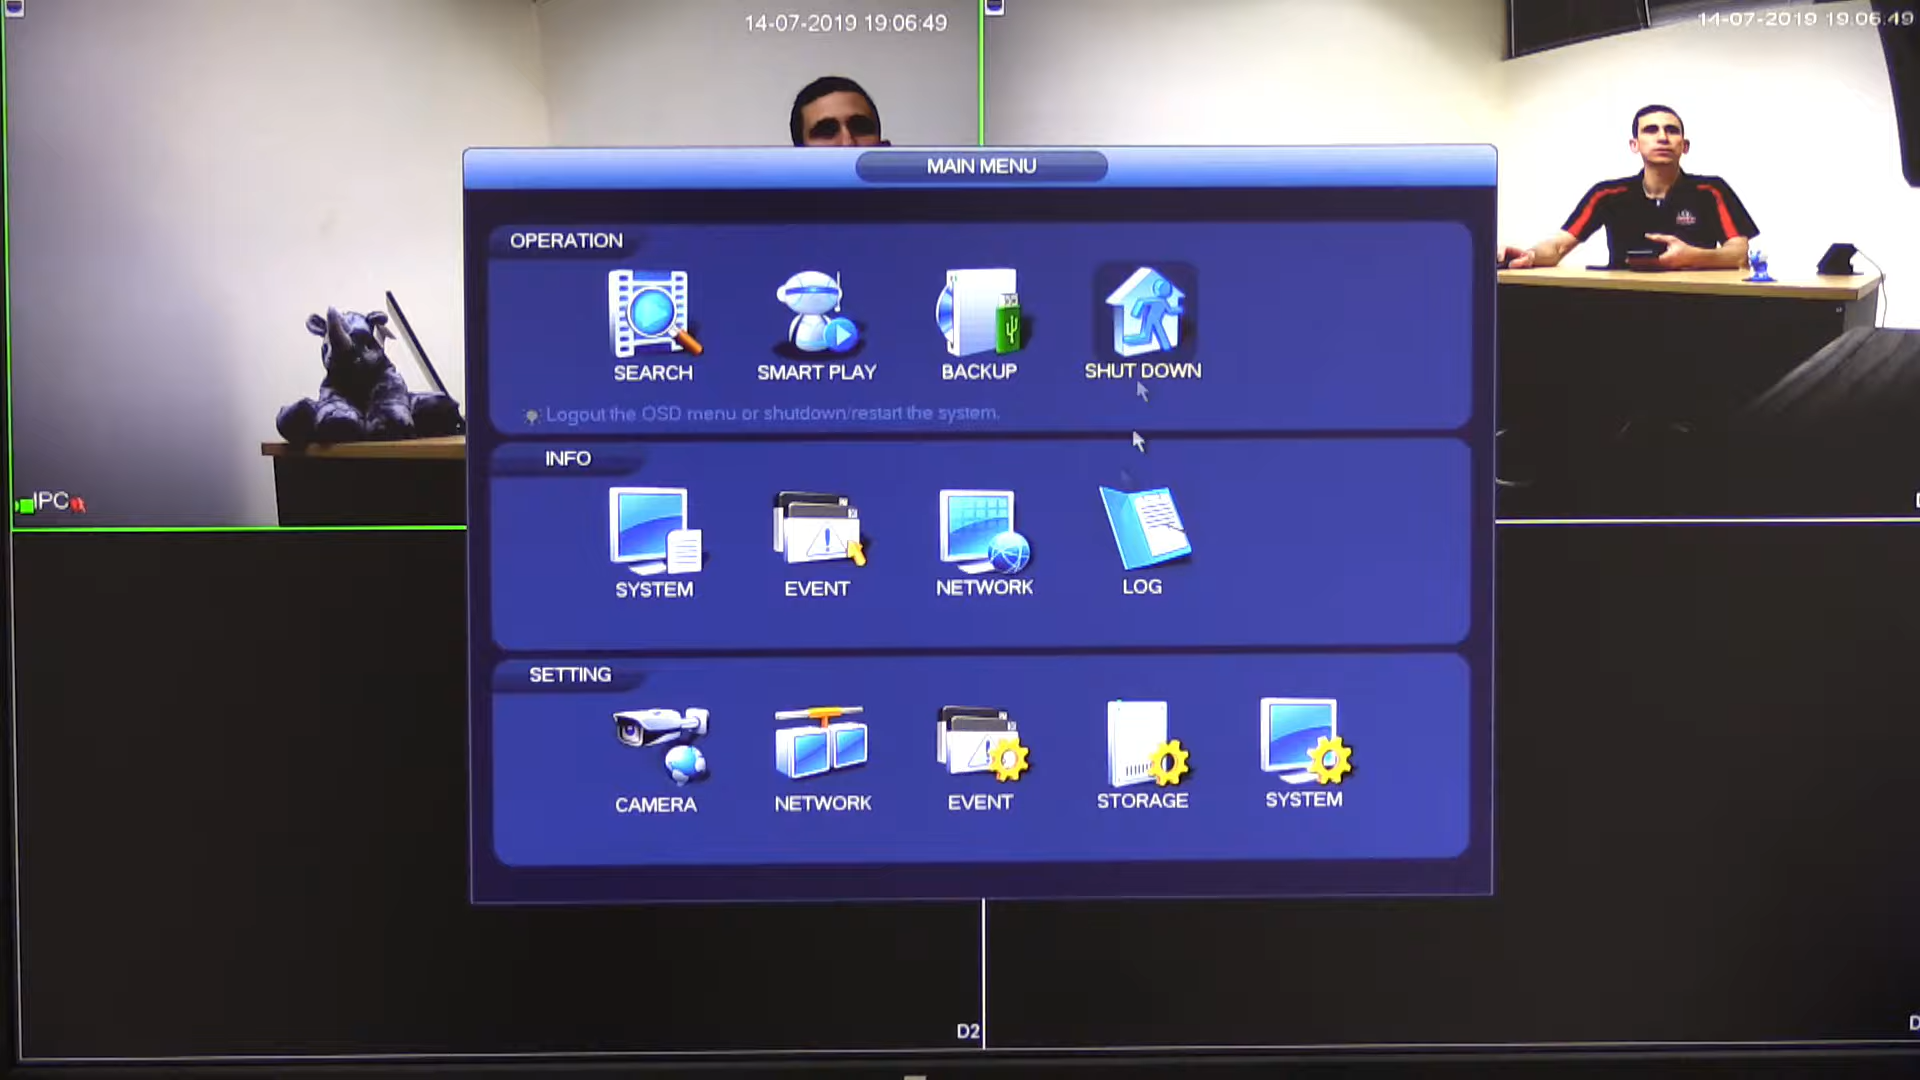 14-07-2019 19:06:49
14-07-2019 19:06:49
MAIN MENU
OPERATION
SEARCH
SMART PLAY
BACKUP
SHUT DOWN
Logout the OSD menu or shutdown/restart the system.
INFO
IPC
SYSTEM
EVENT
NETWORK
LOG
SETTING
CAMERA
NETWORK
EVENT
STORAGE
SYSTEM
D2